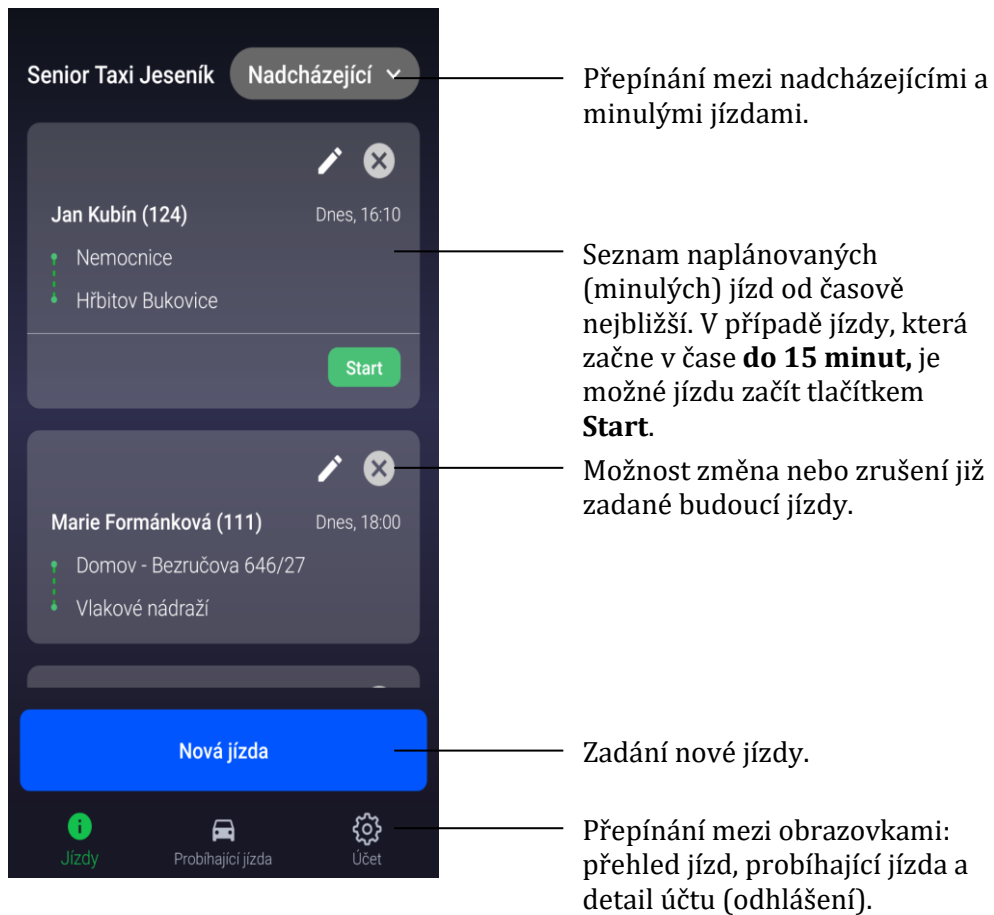 Senior Taxi Jeseník
Nadcházející
Přepínání mezi nadcházejícími a
minulými jízdami.
Jan Kubín (124)
Dnes, 16:10
Nemocnice
Hřbitov Bukovice
Start
Seznam naplánovaných
(minulých) jízd od časově
nejbližší. V případě jízdy, která
začne v čase do 15 minut, je
možné jízdu začít tlačítkem
Start.
Marie Formánková (111)
Dnes, 18:00
Domov - Bezručova 646/27
Vlakové nádraží
Možnost změna nebo zrušení již
zadané budoucí jízdy.
Nová jízda
Zadání nové jízdy.
Jízdy
Probíhající jízda
Účet
Přepínání mezi obrazovkami:
přehled jízd, probíhající jízda a
detail účtu (odhlášení).